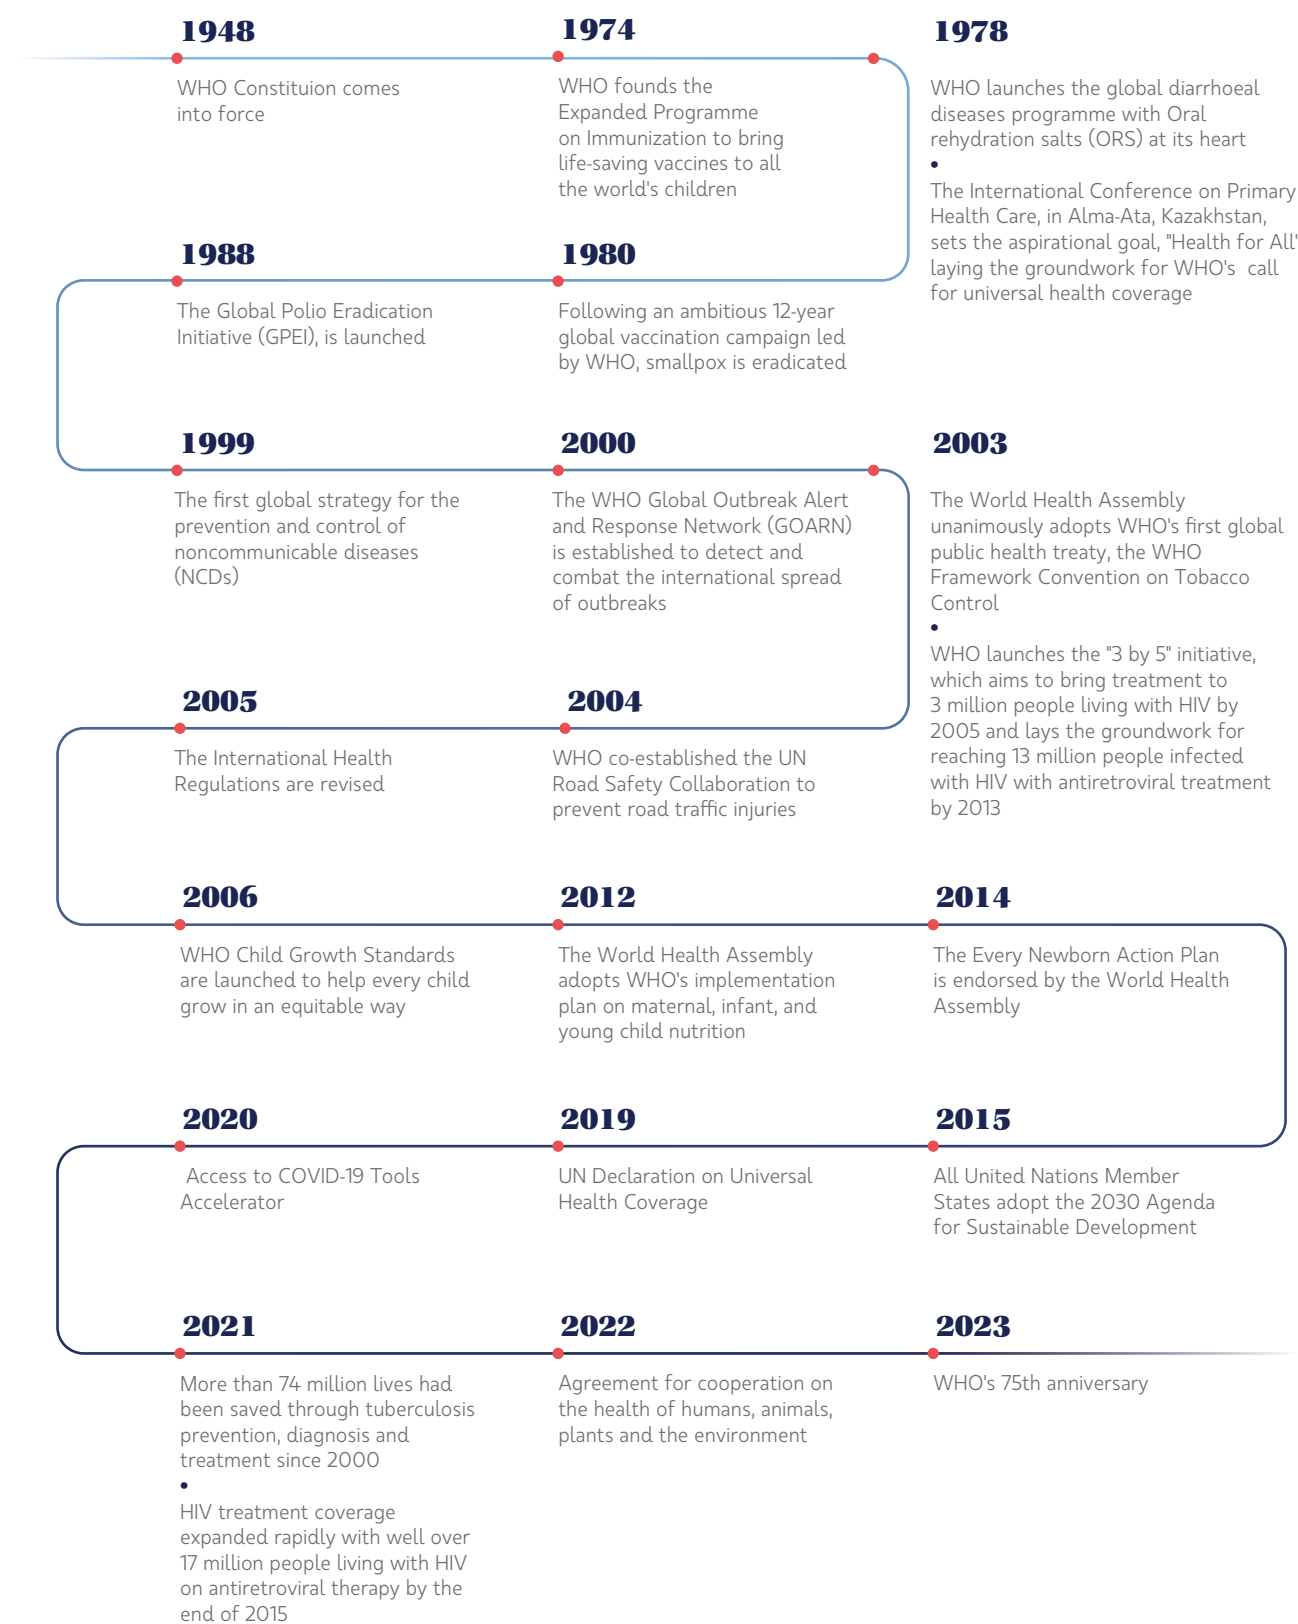 1948
WHO Constituion comes
into force
1974
WHO founds the
Expanded Programme
on Immunization to bring
life-saving vaccines to all
the world's children
1978
WHO launches the global diarrhoeal
diseases programme with Oral
rehydration salts (ORS) at its heart
•
The International Conference on Primary
Health Care, in Alma-Ata, Kazakhstan,
sets the aspirational goal, "Health for All'
laying the groundwork for WHO's  call
for universal health coverage
1980
Following an ambitious 12-year
global vaccination campaign led
by WHO, smallpox is eradicated
1988
The Global Polio Eradication
Initiative (GPEI), is launched
1999
The first global strategy for the
prevention and control of
noncommunicable diseases
(NCDs)
2000
The WHO Global Outbreak Alert
and Response Network (GOARN)
is established to detect and
combat the international spread
of outbreaks
2003
The World Health Assembly
unanimously adopts WHO's first global
public health treaty, the WHO
Framework Convention on Tobacco
Control
•
WHO launches the "3 by 5" initiative,
which aims to bring treatment to
3 million people living with HIV by
2005 and lays the groundwork for
reaching 13 million people infected
with HIV with antiretroviral treatment
by 2013
2004
WHO co-established the UN
Road Safety Collaboration to
prevent road traffic injuries
2005
The International Health
Regulations are revised
2006
WHO Child Growth Standards
are launched to help every child
grow in an equitable way
2012
The World Health Assembly
adopts WHO's implementation
plan on maternal, infant, and
young child nutrition
2014
The Every Newborn Action Plan
is endorsed by the World Health
Assembly
2015
All United Nations Member
States adopt the 2030 Agenda
for Sustainable Development
2019
UN Declaration on Universal
Health Coverage
2020
Access to COVID-19 Tools
Accelerator
2021
More than 74 million lives had
been saved through tuberculosis
prevention, diagnosis and
treatment since 2000
•
HIV treatment coverage
expanded rapidly with well over
17 million people living with HIV
on antiretroviral therapy by the
end of 2015
2022
Agreement for cooperation on
the health of humans, animals,
plants and the environment
2023
WHO's 75th anniversary